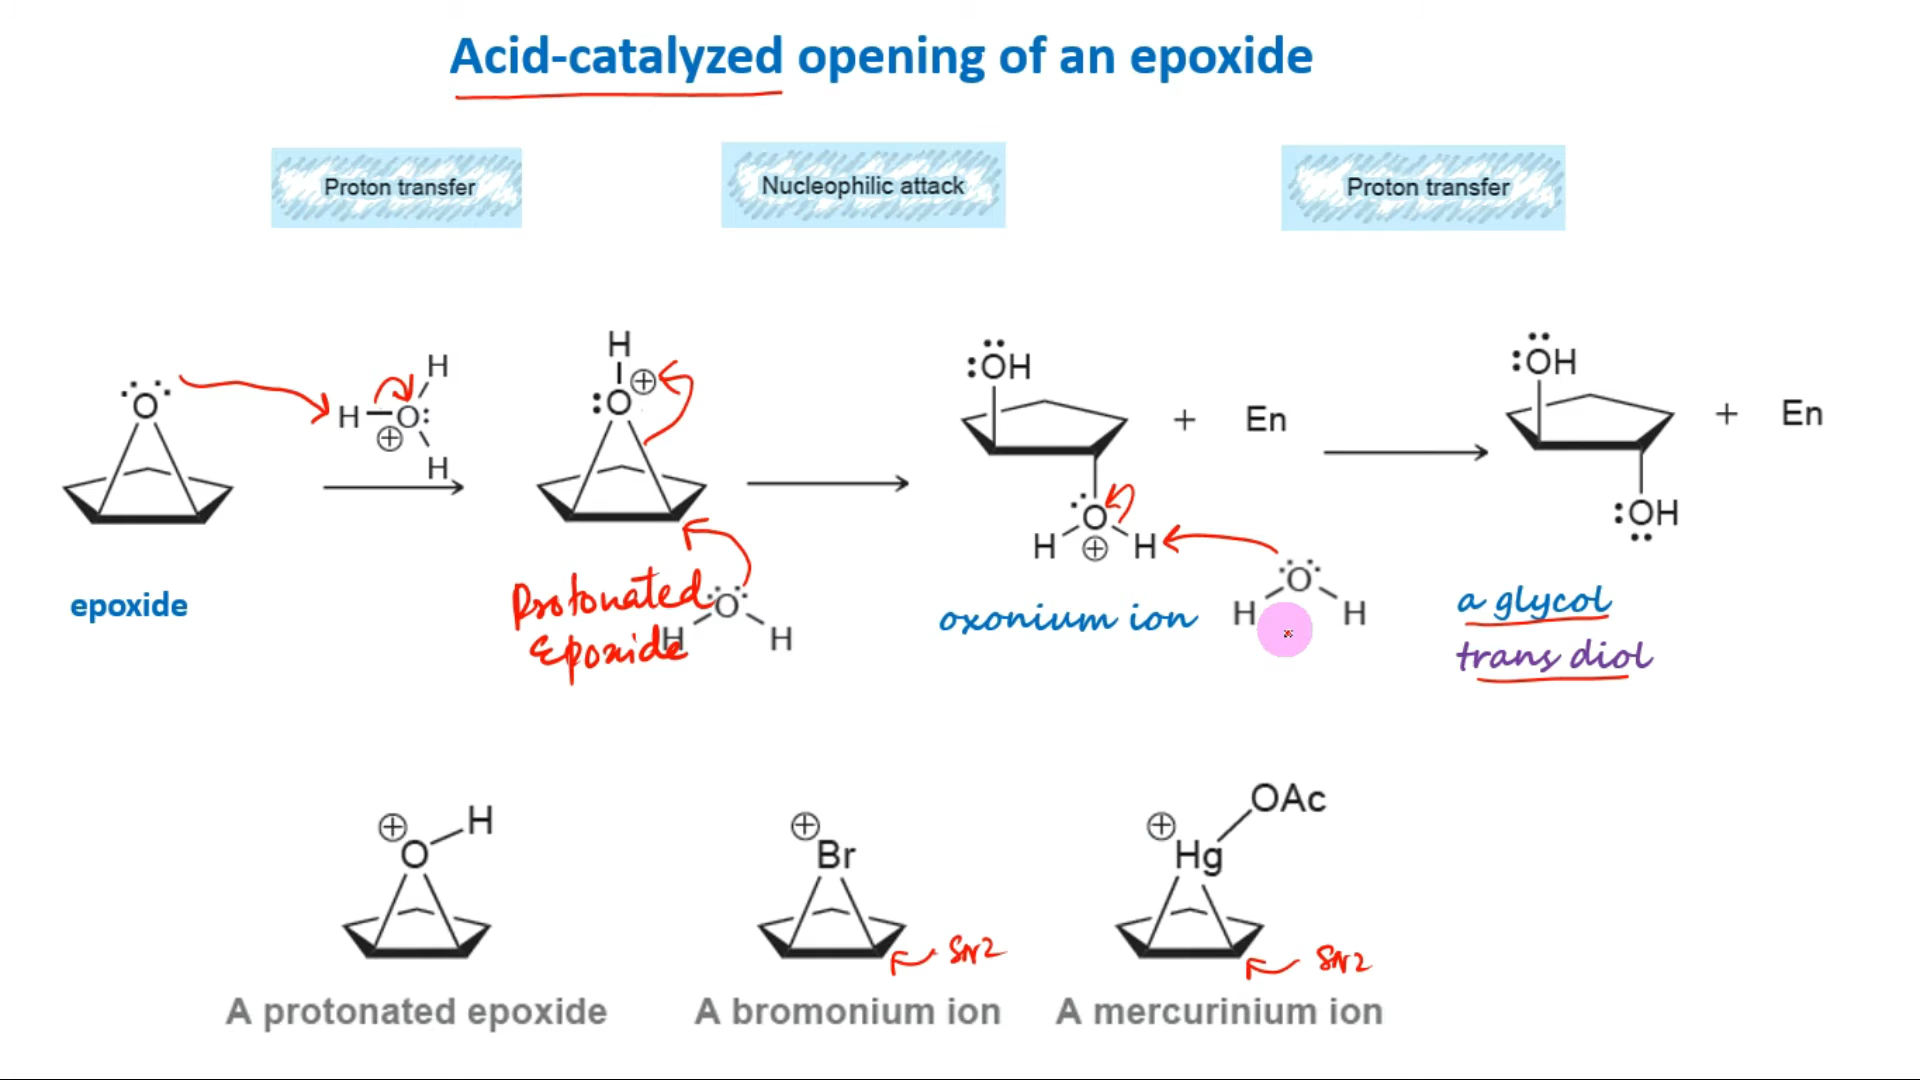 Acid-catalyzed opening of an epoxide
Proton transfer
Nucleophilic attack
Proton transfer
H
H
H
:OH
:OH
O
H–O:
⊕
:O
⊕
+
En
+
En
H
O
H
⊕
H
:OH
epoxide
Protonated
Epoxide
O
H
H
oxonium ion
O
H
H
a glycol
trans diol
⊕
O
H
⊕
Br
⊕
Hg
OAc
SN2
SN2
A protonated epoxide
A bromonium ion
A mercurinium ion